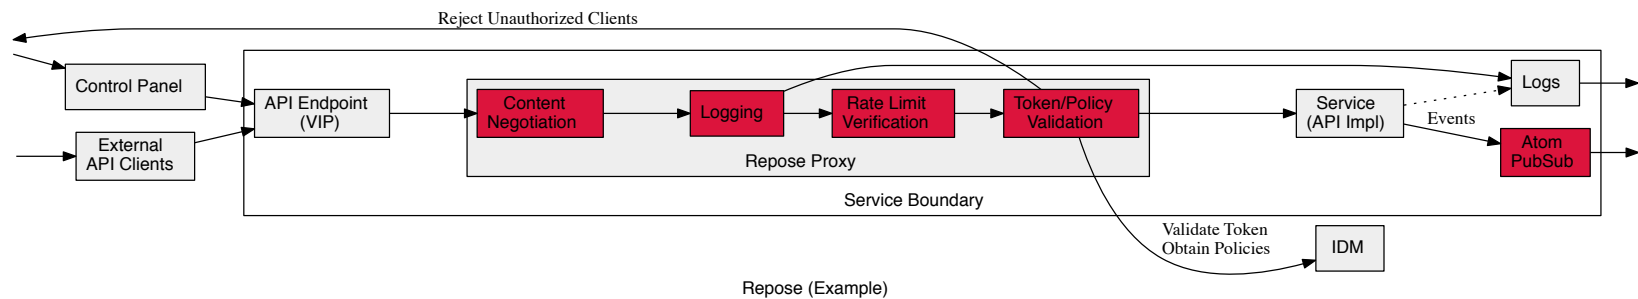 Reject Unauthorized Clients
Control Panel
External
API Clients
API Endpoint
(VIP)
Content
Negotiation
Logging
Rate Limit
Verification
Token/Policy
Validation
Repose Proxy
Service
(API Impl)
Events
Logs
Atom
PubSub
Service Boundary
Validate Token
Obtain Policies
IDM
Repose (Example)